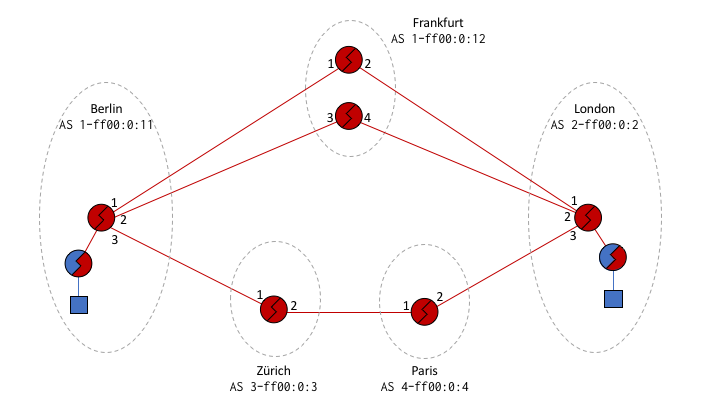 Frankfurt
AS 1-ff00:0:12
1
2
3
4
Berlin
AS 1-ff00:0:11
London
AS 2-ff00:0:2
1
2
3
1
2
3
1
2
1
2
Zürich
AS 3-ff00:0:3
Paris
AS 4-ff00:0:4